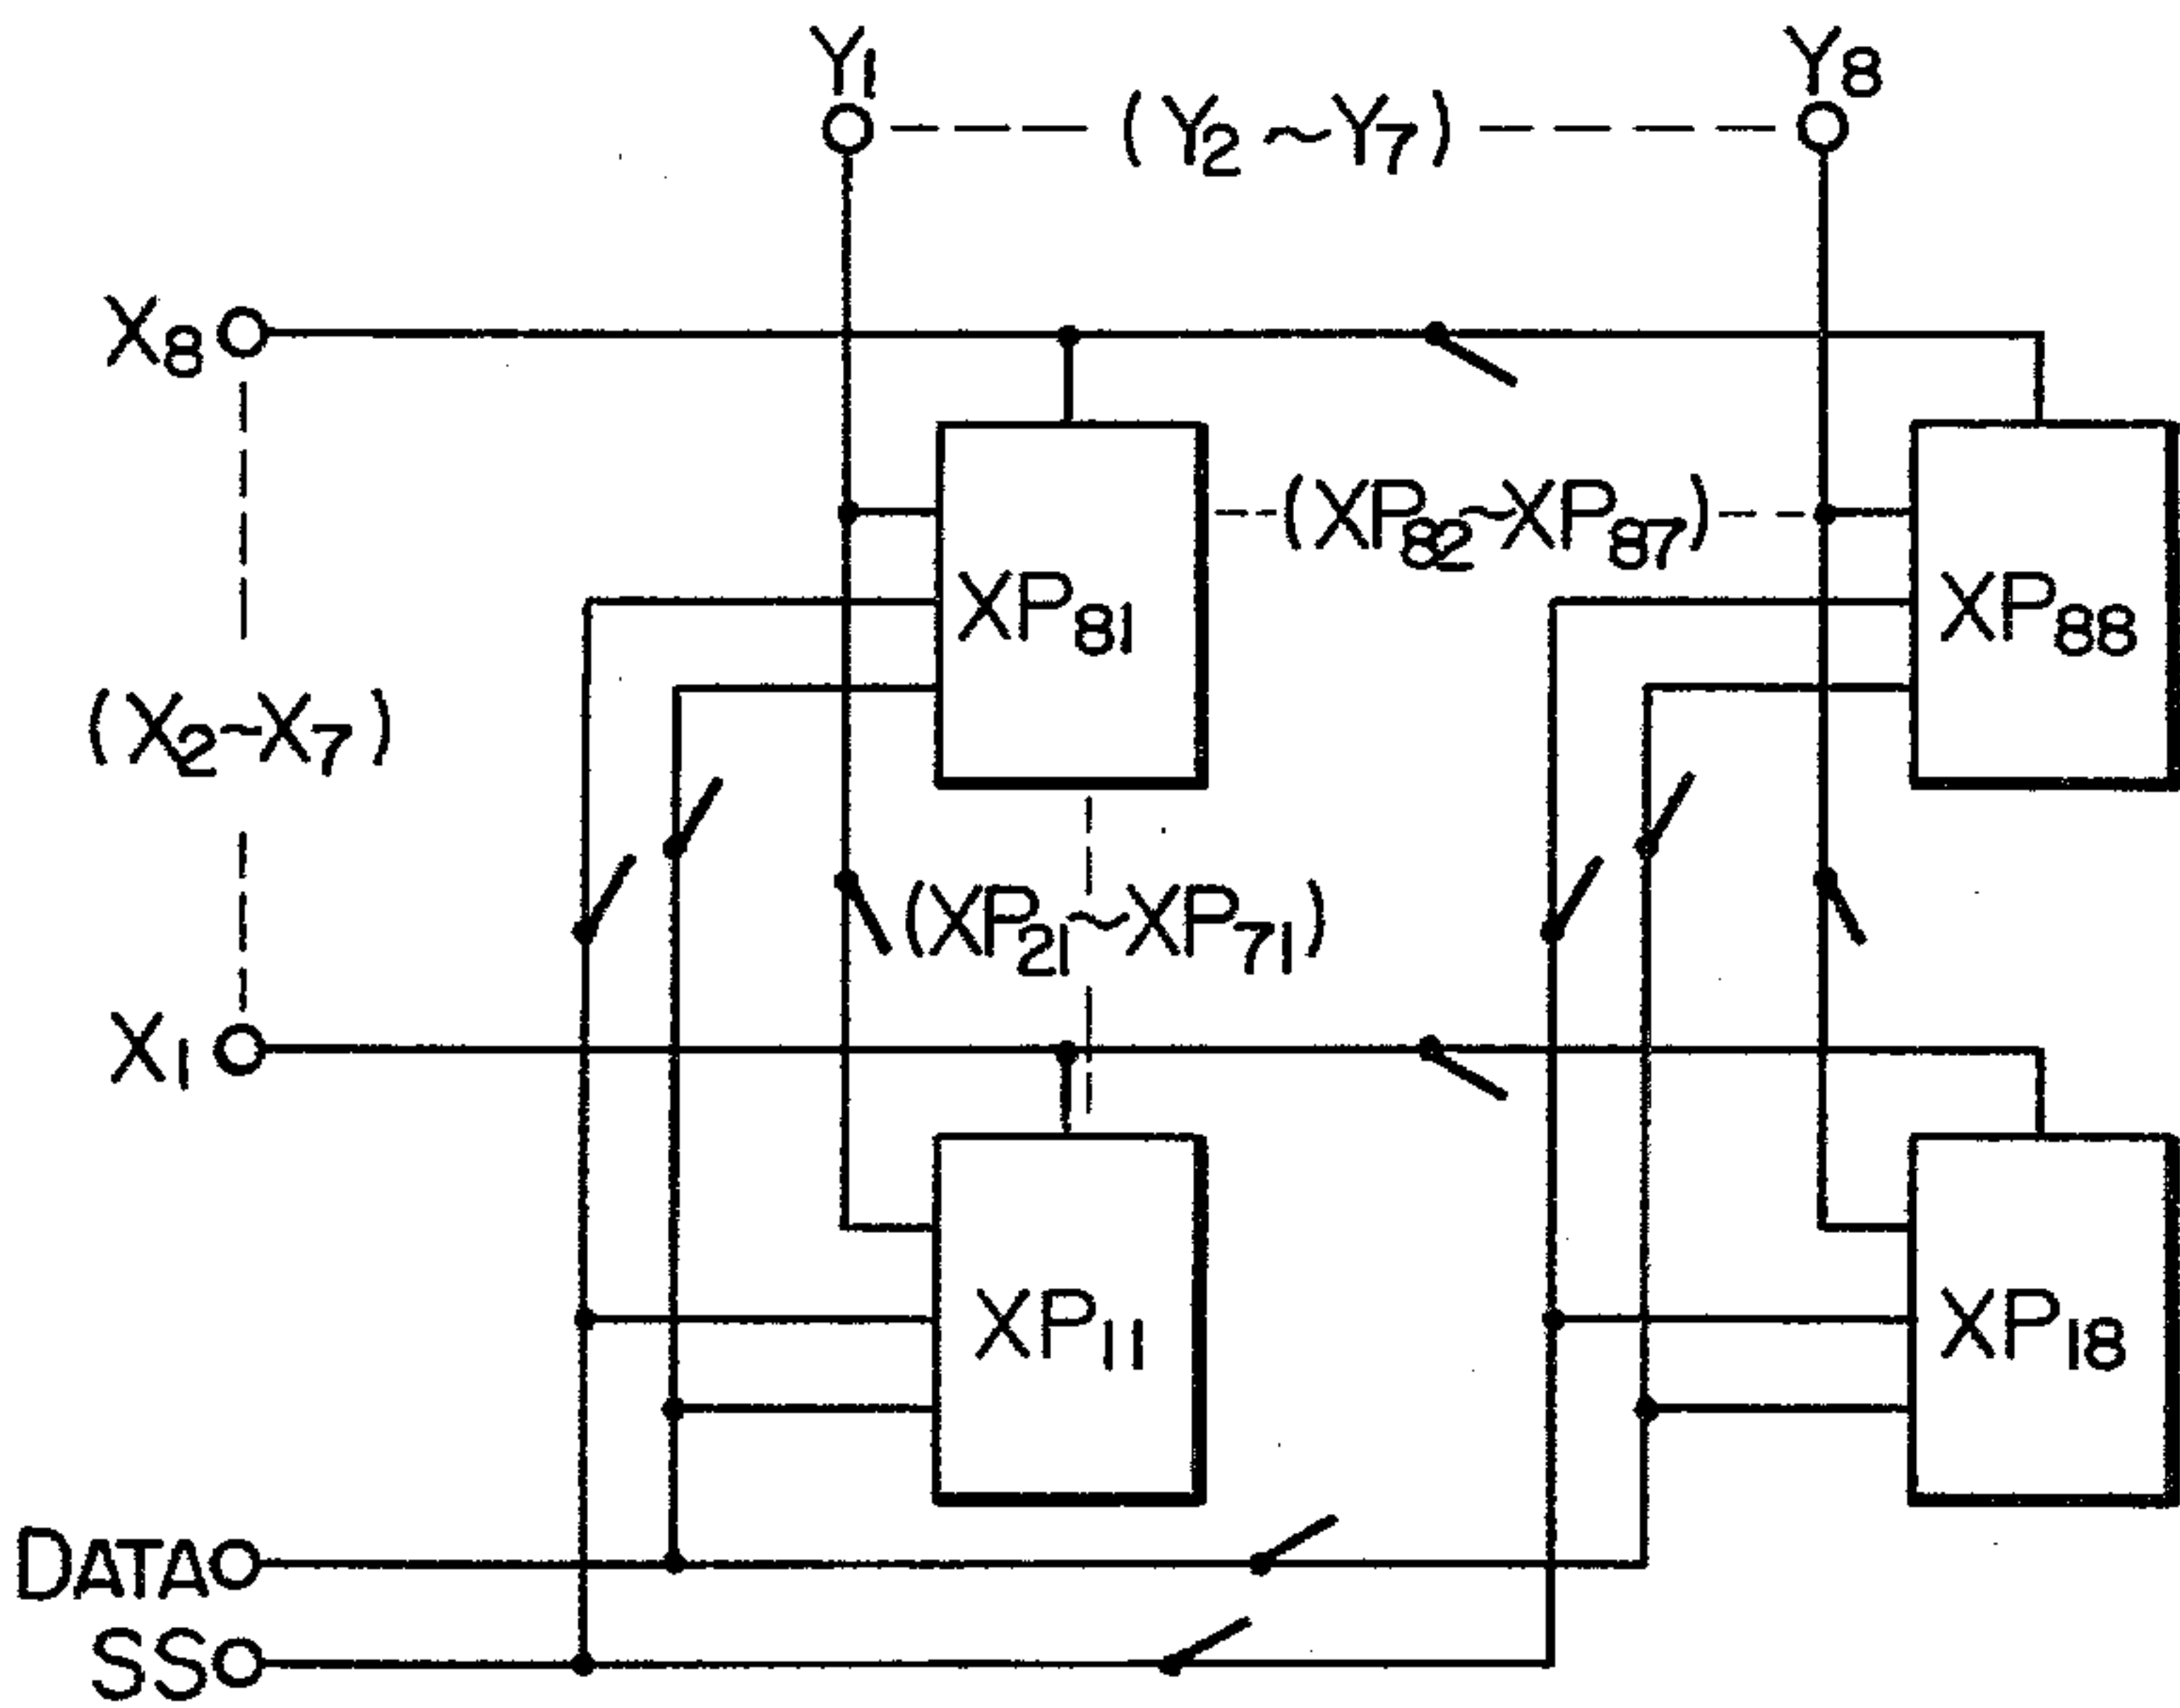 Y1
(Y2~Y7)
Y8
X8
(XP82~XP87)
XP81
XP88
(X2~X7)
(XP21~XP71)
X1
XP11
XP18
DATA
SS